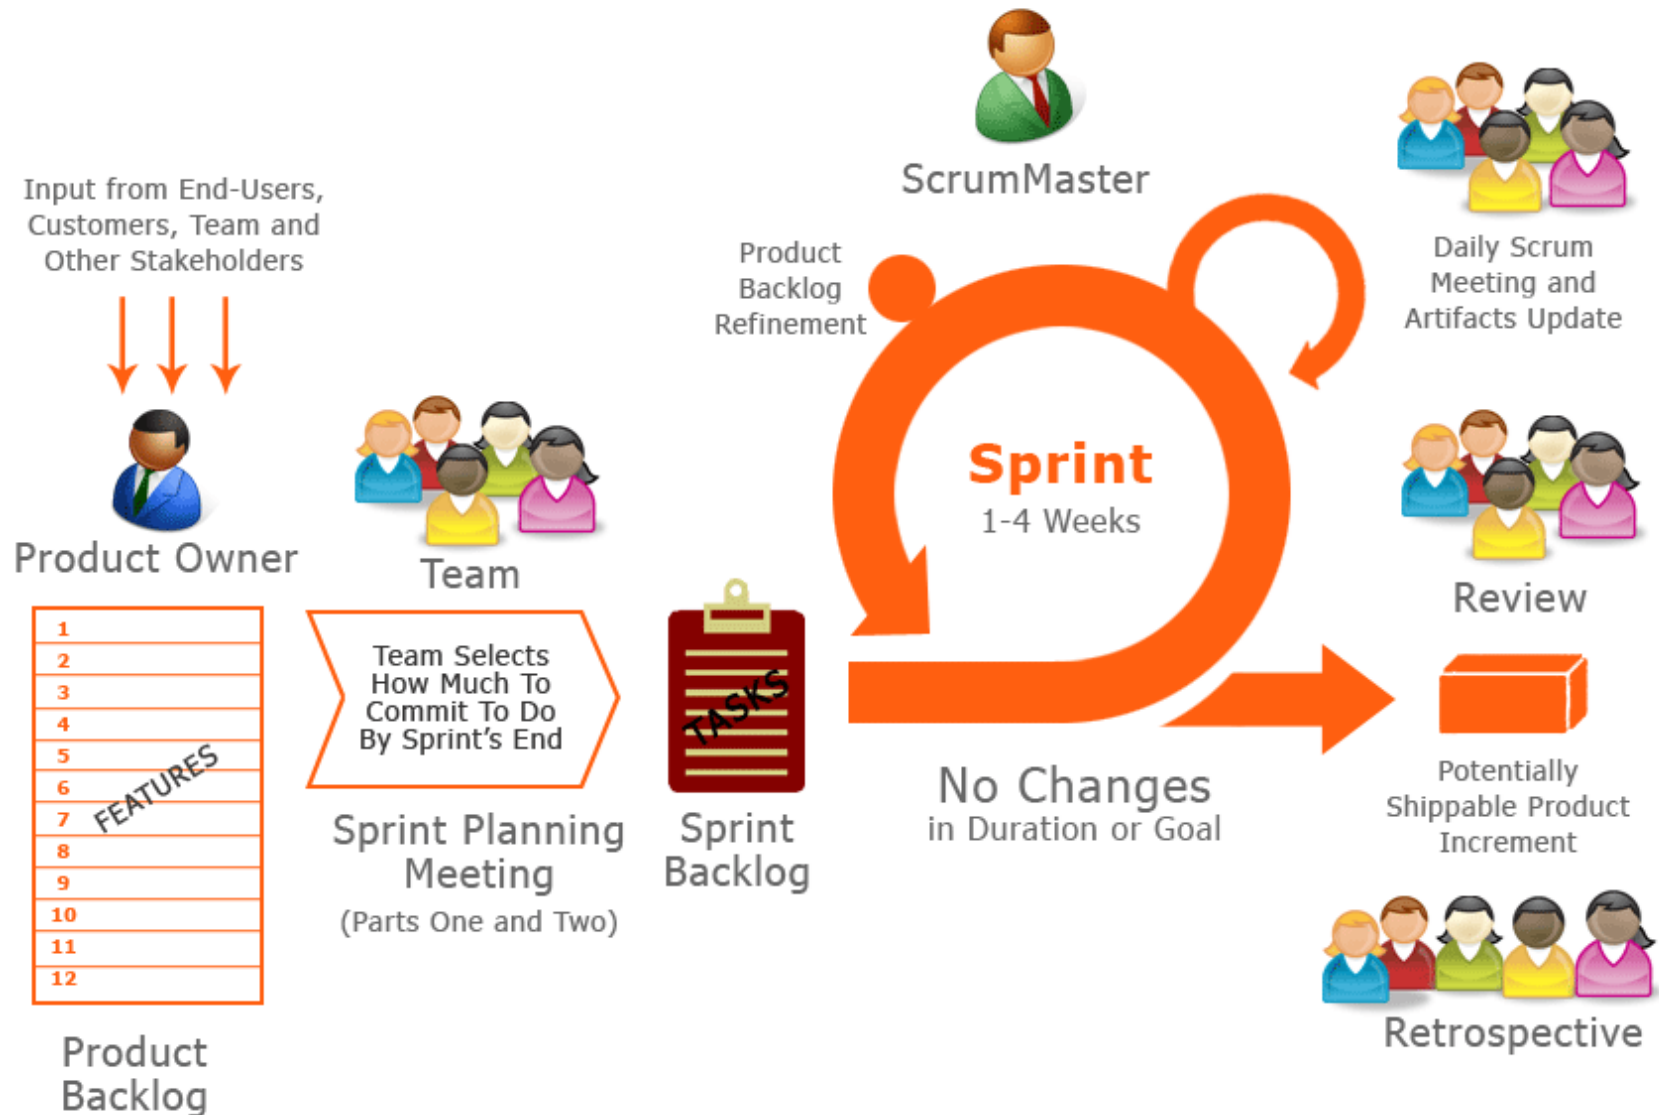 Input from End-Users,
Customers, Team and
Other Stakeholders
Product Owner
1
2
3
4
5
6
7
8
9
10
11
12
FEATURES
Product
Backlog
Team
Team Selects
How Much To
Commit To Do
By Sprint’s End
Sprint Planning
Meeting
(Parts One and Two)
TASKS
Sprint
Backlog
ScrumMaster
Product
Backlog
Refinement
Sprint
1-4 Weeks
No Changes
in Duration or Goal
Daily Scrum
Meeting and
Artifacts Update
Review
Potentially
Shippable Product
Increment
Retrospective